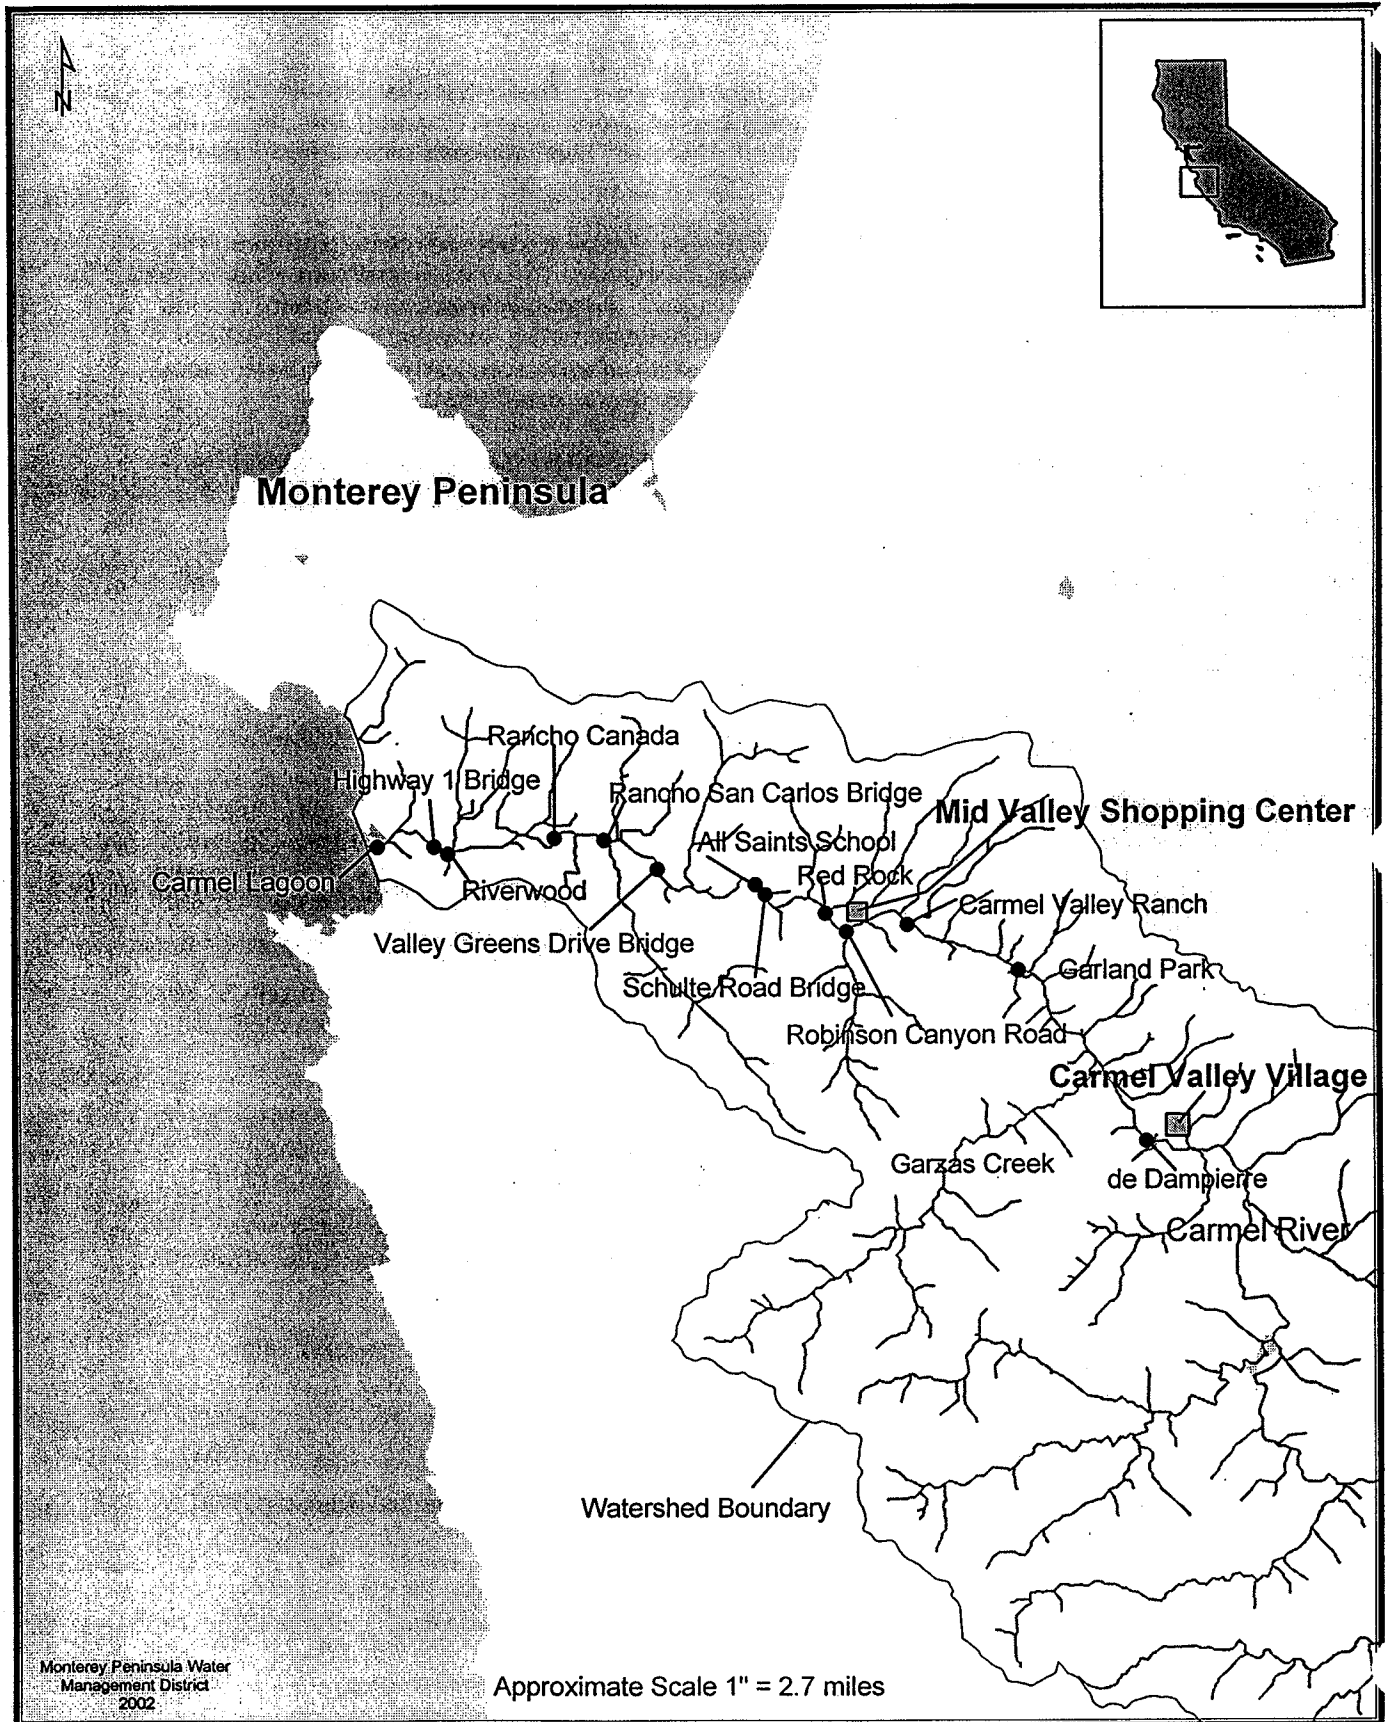 N
Monterey Peninsula
Rancho Canada
Highway 1 Bridge
Rancho San Carlos Bridge
Mid Valley Shopping Center
All Saints School
Red Rock
Carmel Lagoon
Riverwood
Carmel Valley Ranch
Valley Greens Drive Bridge
Garland Park
Schulte Road Bridge
Robinson Canyon Road
Carmel Valley Village
Garzas Creek
de Dampierre
Carmel River
Watershed Boundary
Monterey Peninsula Water
Management District
2002
Approximate Scale 1" = 2.7 miles